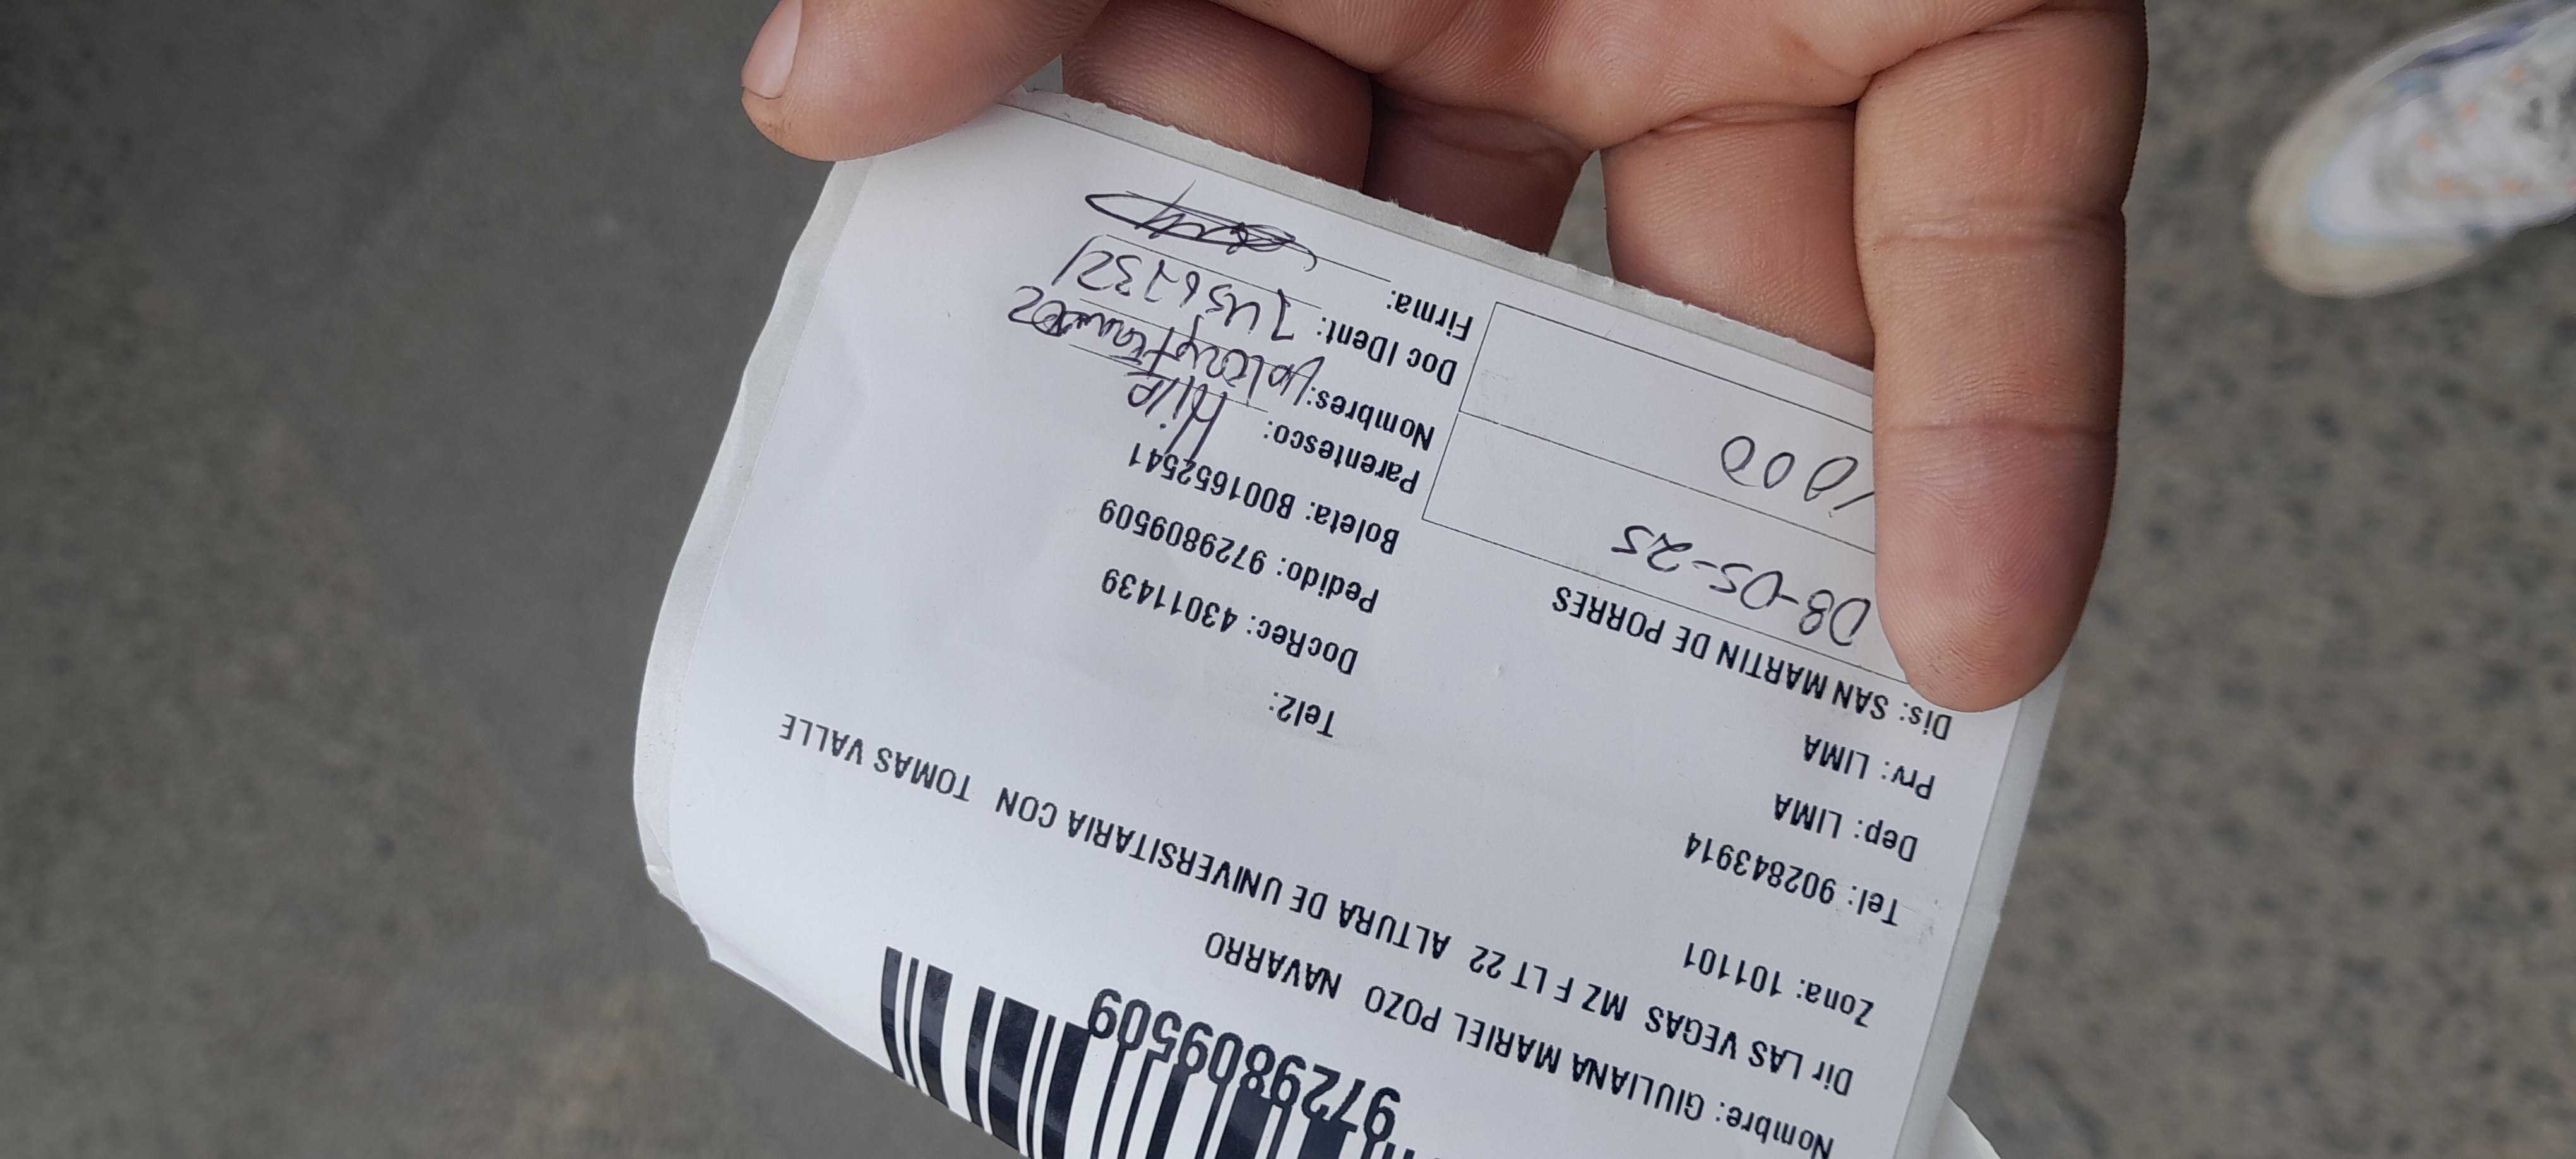 9729809509
Nombre: GIULIANA MARIEL POZO NAVARRO
Dir LAS VEGAS MZ F LT 22 ALTURA DE UNIVERSITARIA CON TOMAS VALLE
Zona: 101101
Tel: 902843914
Tel2:
Dep: LIMA
DocRec: 43011439
Prv: LIMA
Pedido: 9729809509
Dis: SAN MARTIN DE PORRES
Boleta: B001652541
08-05-25
Parentesco:
Nombres:
Doc IDent:
Firma: